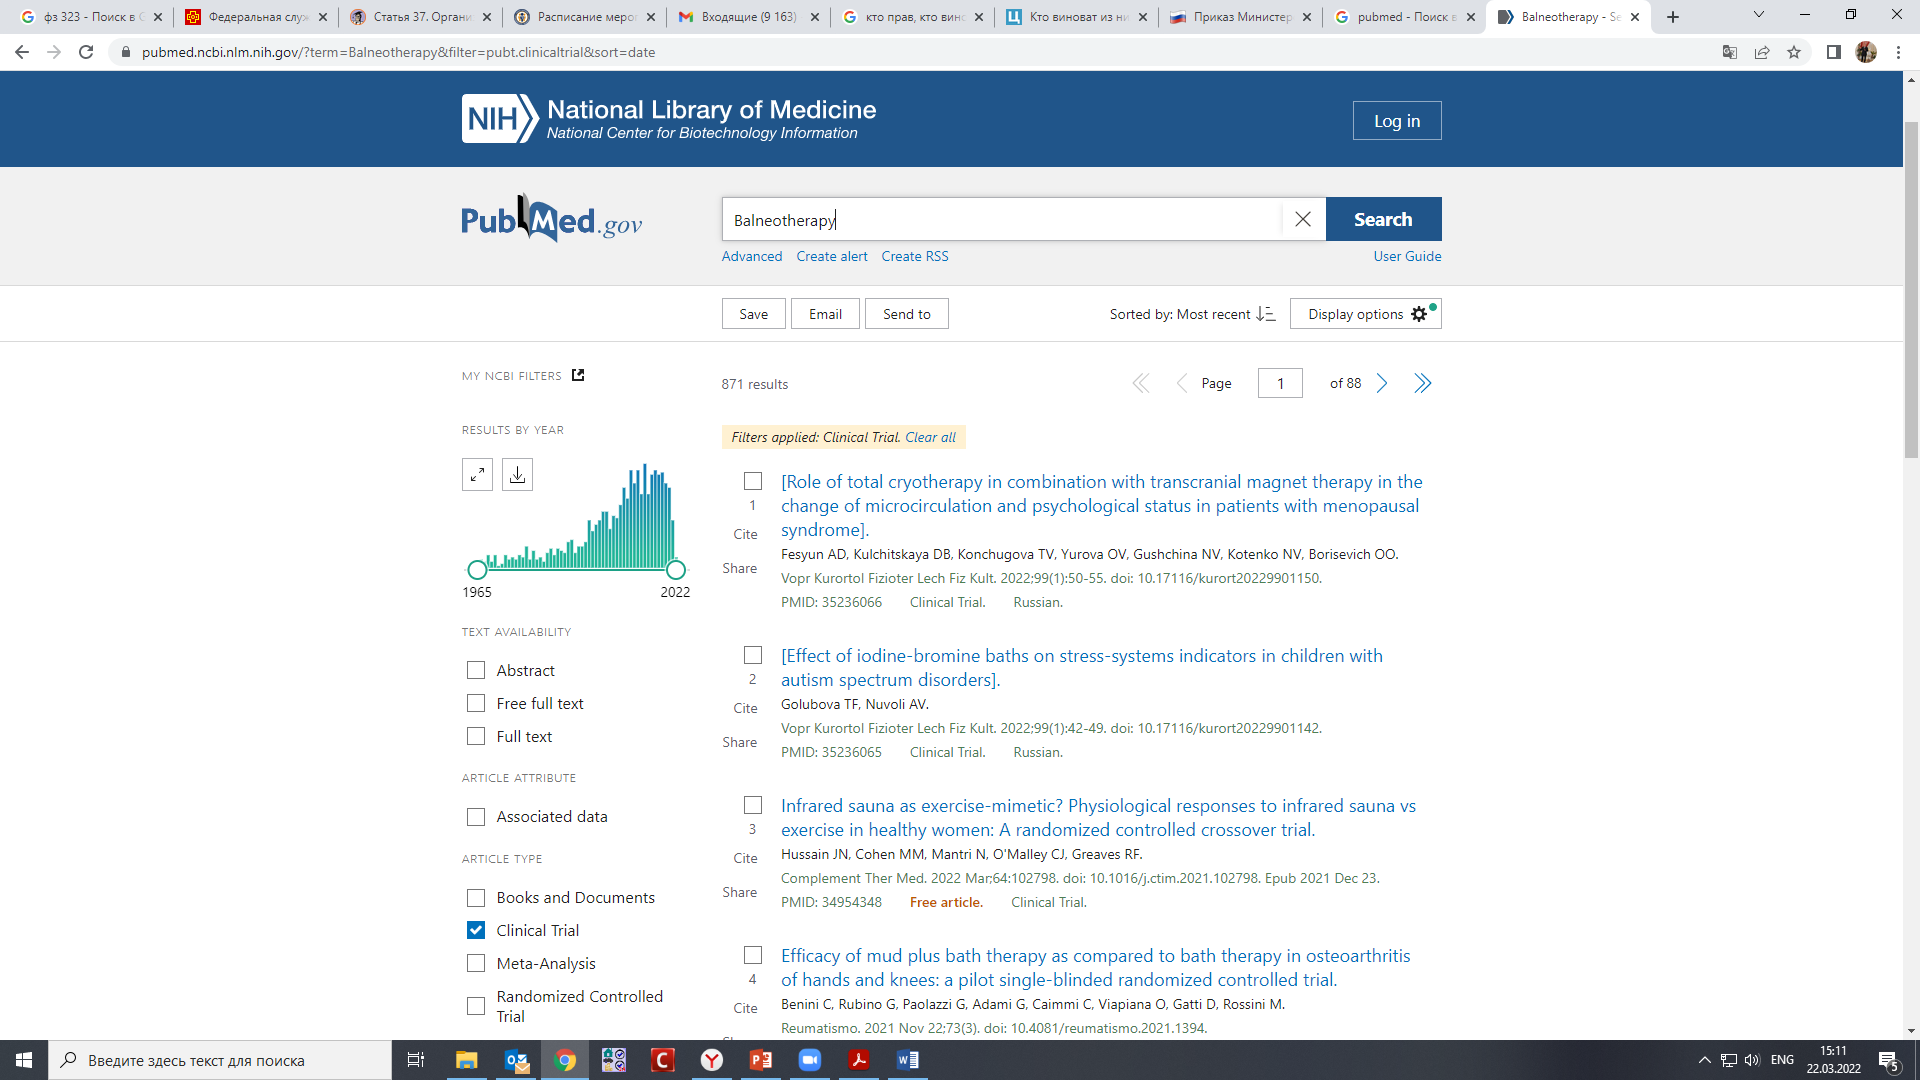 фз 323 - Поиск в G
Федеральная служ
Статья 37. Органи
Расписание меро
Входящие (9 163)
кто прав, кто вин
Кто виноват из ни
Приказ Министер
pubmed - Поиск в
Balneotherapy - Se
pubmed.ncbi.nlm.nih.gov/?term=Balneotherapy&filter=pubt.clinicaltrial&sort=date
NIH National Library of Medicine
National Center for Biotechnology Information
Log in
PubMed.gov
Balneotherapy
Search
Advanced Create alert Create RSS
User Guide
Save Email Send to
Sorted by: Most recent
Display options
MY NCBI FILTERS
871 results
Page 1 of 88
RESULTS BY YEAR
1965 2022
Filters applied: Clinical Trial. Clear all
TEXT AVAILABILITY
Abstract
Free full text
Full text
ARTICLE ATTRIBUTE
Associated data
ARTICLE TYPE
Books and Documents
Clinical Trial
Meta-Analysis
Randomized Controlled
Trial
1
Cite
Share
[Role of total cryotherapy in combination with transcranial magnet therapy in the
change of microcirculation and psychological status in patients with menopausal
syndrome].
Fesyun AD, Kulchitskaya DB, Konchugova TV, Yurova OV, Gushchina NV, Kotenko NV, Borisevich OO.
Vopr Kurortol Fizioter Lech Fiz Kult. 2022;99(1):50-55. doi: 10.17116/kurort20229901150.
PMID: 35236066 Clinical Trial. Russian.
2
Cite
Share
[Effect of iodine-bromine baths on stress-systems indicators in children with
autism spectrum disorders].
Golubova TF, Nuvoli AV.
Vopr Kurortol Fizioter Lech Fiz Kult. 2022;99(1):42-49. doi: 10.17116/kurort20229901142.
PMID: 35236065 Clinical Trial. Russian.
3
Cite
Share
Infrared sauna as exercise-mimetic? Physiological responses to infrared sauna vs
exercise in healthy women: A randomized controlled crossover trial.
Hussain JN, Cohen MM, Mantri N, O'Malley CJ, Greaves RF.
Complement Ther Med. 2022 Mar;64:102798. doi: 10.1016/j.ctim.2021.102798. Epub 2021 Dec 23.
PMID: 34954348 Free article. Clinical Trial.
4
Cite
Efficacy of mud plus bath therapy as compared to bath therapy in osteoarthritis
of hands and knees: a pilot single-blinded randomized controlled trial.
Benini C, Rubino G, Paolazzi G, Adami G, Caimmi C, Viapiana O, Gatti D, Rossini M.
Reumatismo. 2021 Nov 22;73(3). doi: 10.4081/reumatismo.2021.1394.
Введите здесь текст для поиска
ENG
15:11
22.03.2022
5